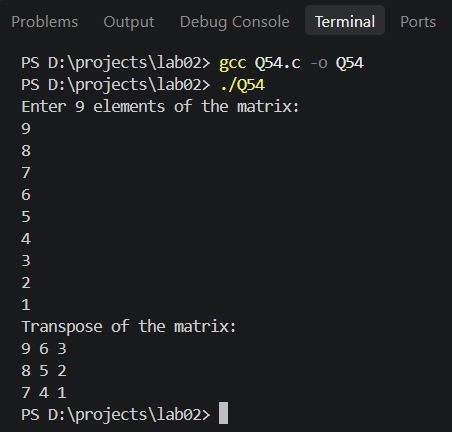 Problems Output Debug Console Terminal Ports
PS D:\projects\lab02> gcc Q54.c -o Q54
PS D:\projects\lab02> ./Q54
Enter 9 elements of the matrix:
9
8
7
6
5
4
3
2
1
Transpose of the matrix:
9 6 3
8 5 2
7 4 1
PS D:\projects\lab02>